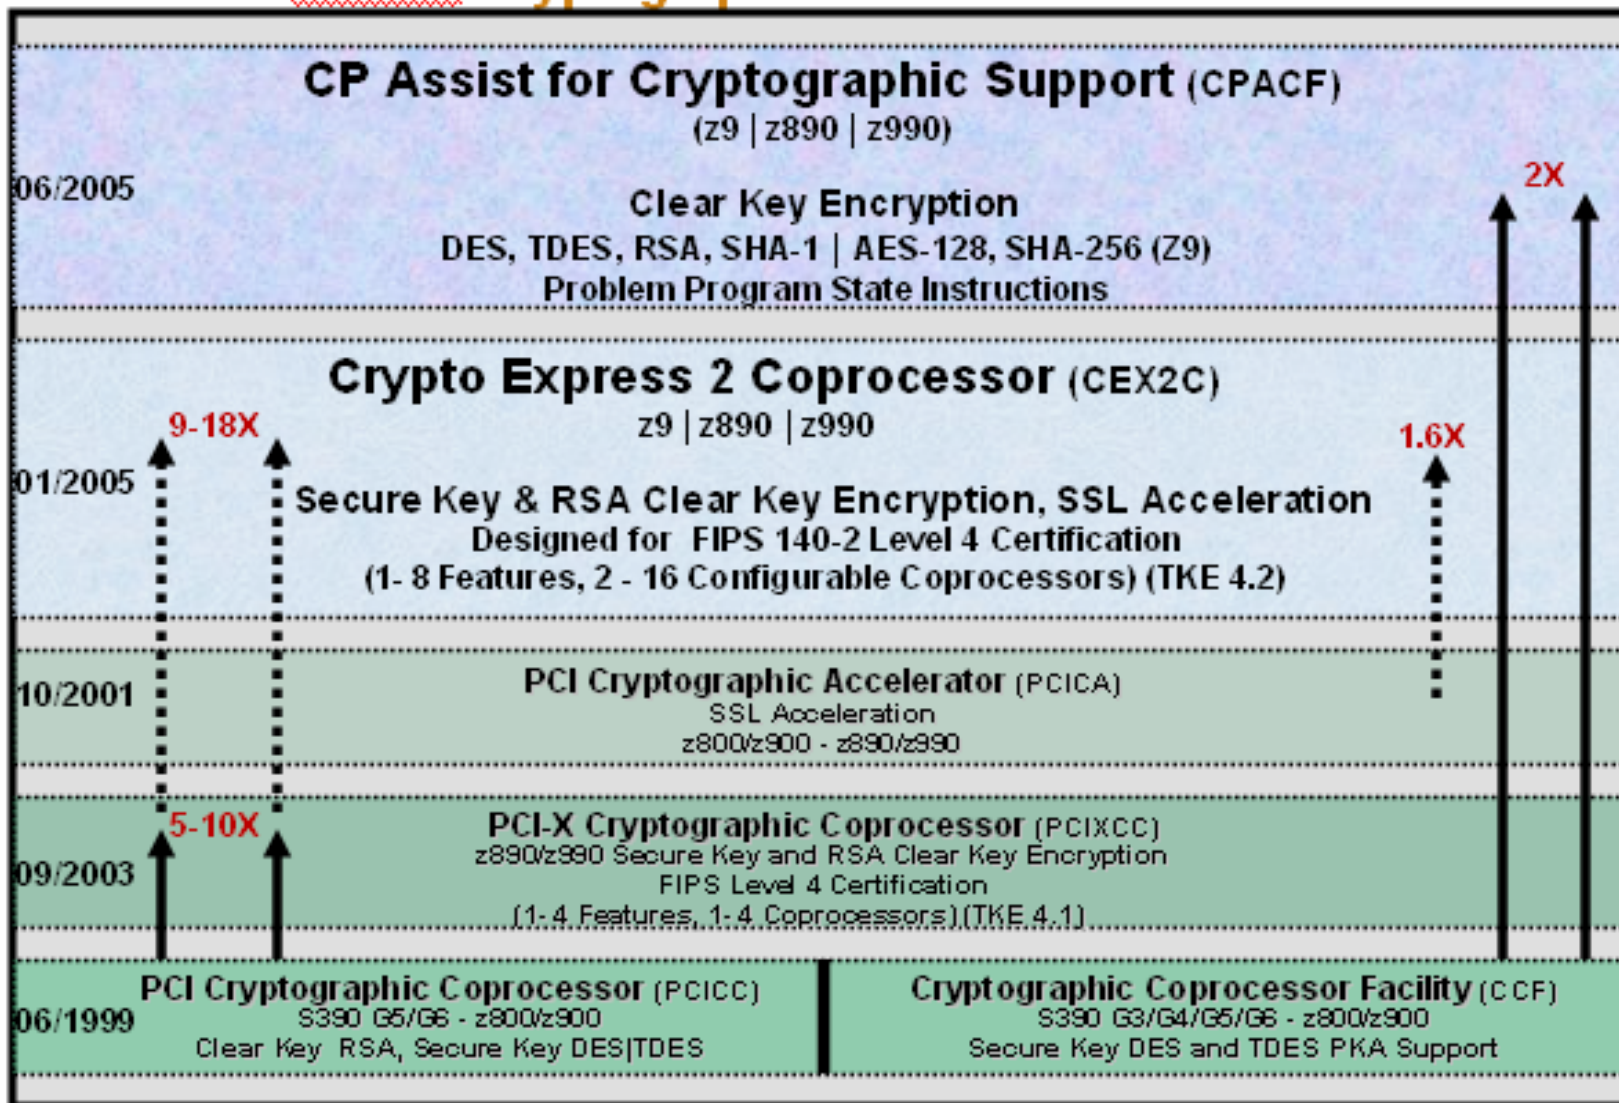 CP Assist for Cryptographic Support (CPACF)
(z9 | z890 | z990)
06/2005
2X
Clear Key Encryption
DES, TDES, RSA, SHA-1 | AES-128, SHA-256 (Z9)
Problem Program State Instructions
Crypto Express 2 Coprocessor (CEX2C)
9-18X
z9 | z890 | z990
1.6X
01/2005
Secure Key & RSA Clear Key Encryption, SSL Acceleration
Designed for FIPS 140-2 Level 4 Certification
(1- 8 Features, 2 - 16 Configurable Coprocessors) (TKE 4.2)
10/2001
PCI Cryptographic Accelerator (PCICA)
SSL Acceleration
z800/z900 - z890/z990
5-10X
PCI-X Cryptographic Coprocessor (PCIXCC)
z890/z990 Secure Key and RSA Clear Key Encryption
09/2003
FIPS Level 4 Certification
(1- 4 Features, 1- 4 Coprocessors)(TKE 4.1)
PCI Cryptographic Coprocessor (PCICC)
06/1999
S390 G5/G6 - z800/z900
Clear Key RSA, Secure Key DES|TDES
Cryptographic Coprocessor Facility (CCF)
S390 G3/G4/G5/G6 - z800/z900
Secure Key DES and TDES PKA Support